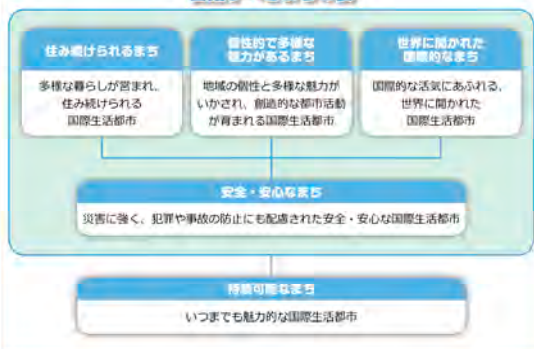 住み続けられるまち
多様な暮らしが営まれ、
住み続けられる
国際生活都市
個性的で多様な
魅力があるまち
地域の個性と多様な魅力が
いかされ、創造的な都市活動
が育まれる国際生活都市
世界に開かれた
国際的なまち
国際的な活気にあふれる、
世界に開かれた
国際生活都市
安全・安心なまち
災害に強く、犯罪や事故の防止にも配慮された安全・安心な国際生活都市
持続可能なまち
いつまでも魅力的な国際生活都市